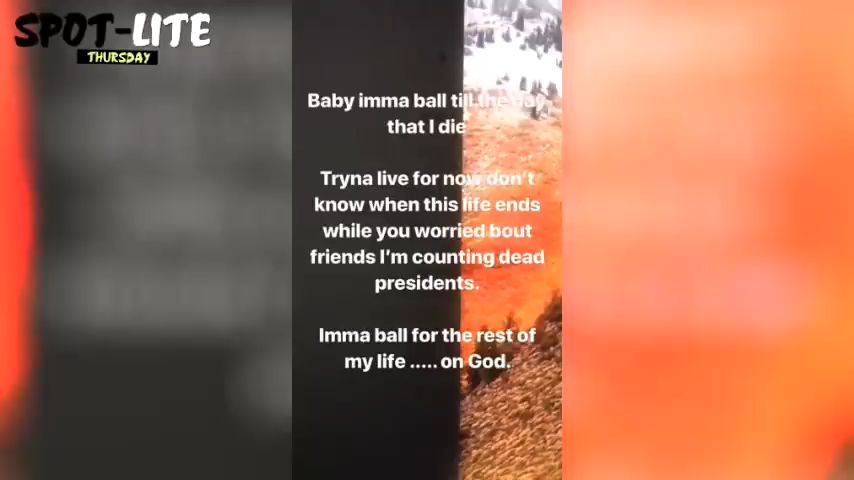 SPOT-LITE
THURSDAY
Baby imma ball till the day
that I die
Tryna live for now don't
know when this life ends
while you worried bout
friends I'm counting dead
presidents.
Imma ball for the rest of
my life ..... on God.